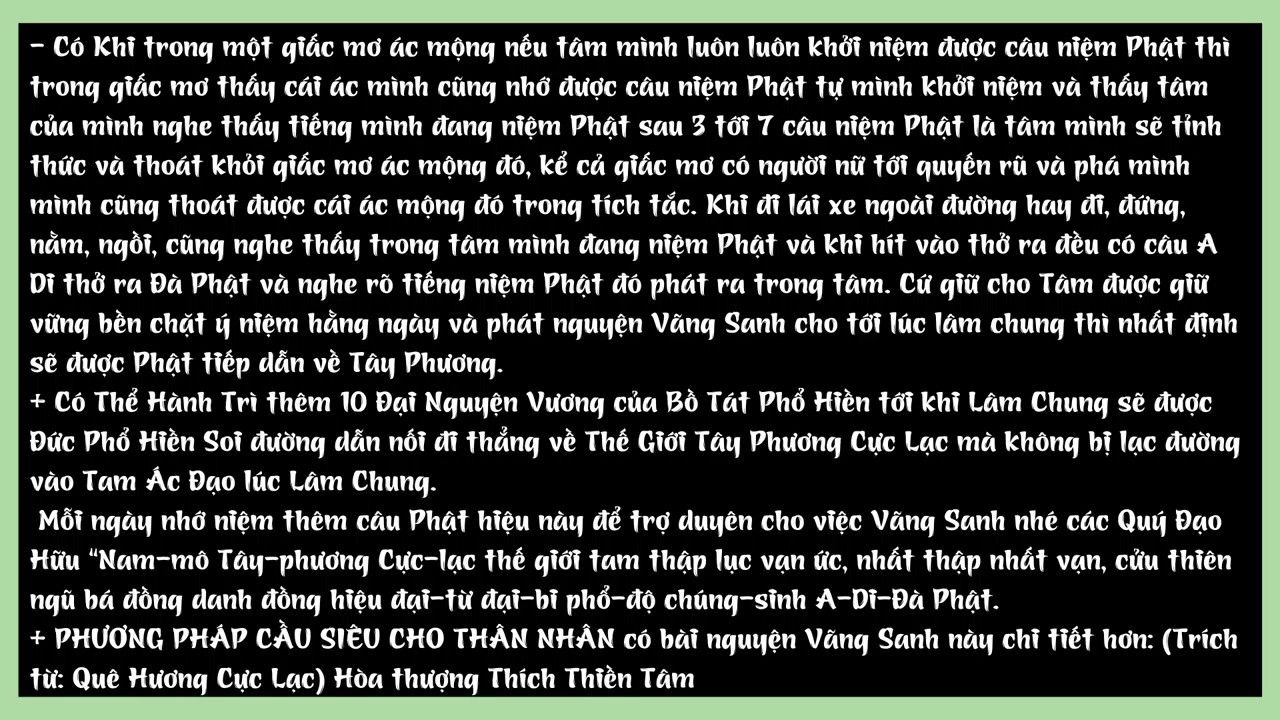 - Có Khi trong một giấc mơ ác mộng nếu tâm mình luôn luôn khởi niệm được câu niệm Phật thì
trong giấc mơ thấy cái ác mình cũng nhớ được câu niệm Phật tự mình khởi niệm và thấy tâm
của mình nghe thấy tiếng mình đang niệm Phật sau 3 tới 7 câu niệm Phật là tâm mình sẽ tỉnh
thức và thoát khỏi giấc mơ ác mộng đó, kể cả giấc mơ có người nữ tới quyến rũ và phá mình
mình cũng thoát được cái ác mộng đó trong tích tắc. Khi đi lái xe ngoài đường hay đi, đứng,
nằm, ngồi, cũng nghe thấy trong tâm mình đang niệm Phật và khi hít vào thở ra đều có câu A
Di thở ra Đà Phật và nghe rõ tiếng niệm Phật đó phát ra trong tâm. Cứ giữ cho Tâm được giữ
vững bền chặt ý niệm hằng ngày và phát nguyện Vãng Sanh cho tới lúc lâm chung thì nhất định
sẽ được Phật tiếp dẫn về Tây Phương.
+ Có Thể Hành Trì thêm 10 Đại Nguyện Vương của Bồ Tát Phổ Hiền tới khi Lâm Chung sẽ được
Đức Phổ Hiền Soi đường dẫn nối đi thẳng về Thế Giới Tây Phương Cực Lạc mà không bị lạc đường
vào Tam Ác Đạo lúc Lâm Chung.
Mỗi ngày nhớ niệm thêm câu Phật hiệu này để trợ duyên cho việc Vãng Sanh nhé các Quý Đạo
Hữu "Nam-mô Tây-phương Cực-lạc thế giới tam thập lục vạn ức, nhất thập nhất vạn, cửu thiên
ngũ bá đồng danh đồng hiệu đại-từ đại-bi phổ-độ chúng-sinh A-Di-Đà Phật.
+ PHƯƠNG PHÁP CẦU SIÊU CHO THÂN NHÂN có bài nguyện Vãng Sanh này chi tiết hơn: (Trích
từ: Quê Hương Cực Lạc) Hòa thượng Thích Thiền Tâm